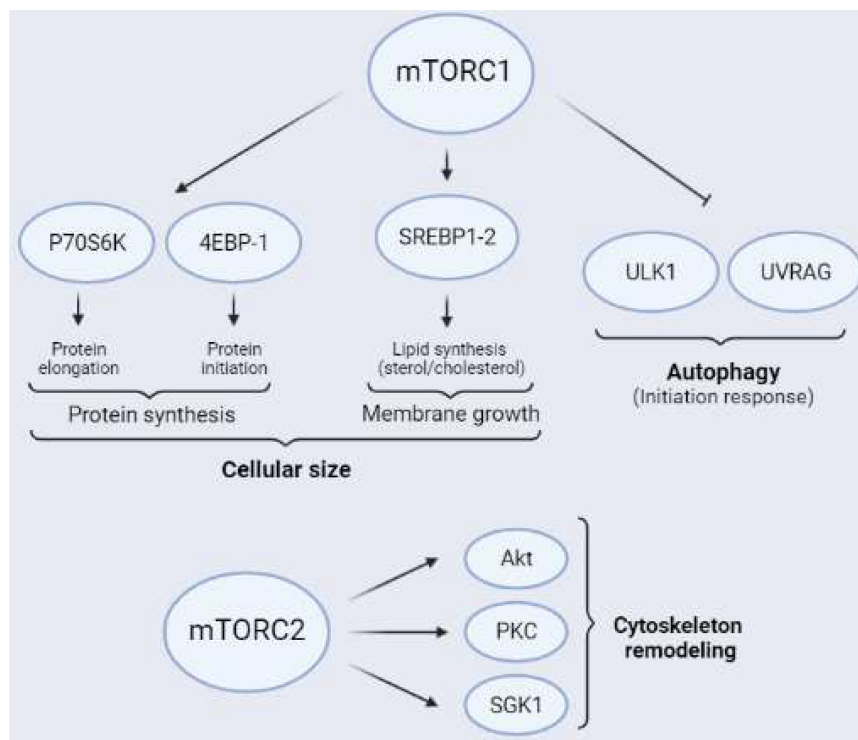 mTORC1
P70S6K
4EBP-1
SREBP1-2
ULK1
UVRAG
Protein
elongation
Protein
initiation
Lipid synthesis
(sterol/cholesterol)
Autophagy
(Initiation response)
Protein synthesis
Membrane growth
Cellular size
mTORC2
Akt
PKC
SGK1
Cytoskeleton
remodeling